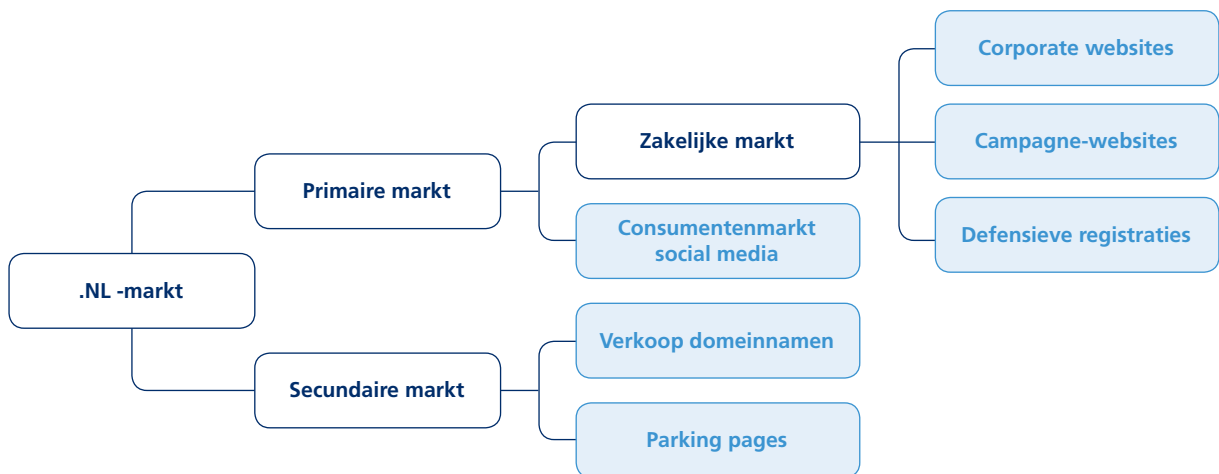 .NL -markt
Primaire markt
Zakelijke markt
Corporate websites
Campagne-websites
Defensieve registraties
Consumentenmarkt
social media
Secundaire markt
Verkoop domeinnamen
Parking pages